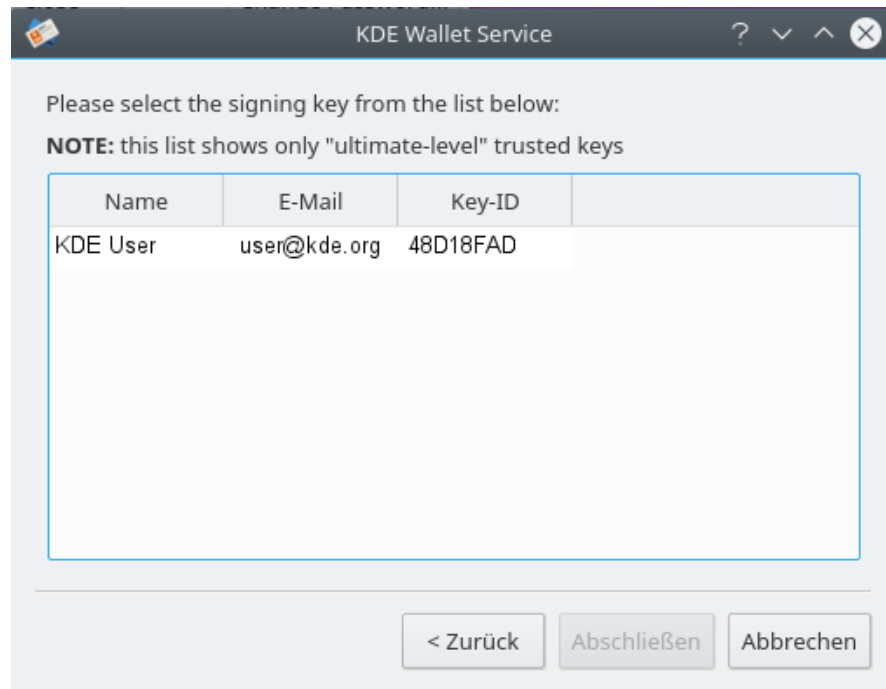 KDE Wallet Service
Please select the signing key from the list below:
NOTE: this list shows only "ultimate-level" trusted keys
Name E-Mail Key-ID
KDE User user@kde.org 48D18FAD
< Zurück Abschließen Abbrechen